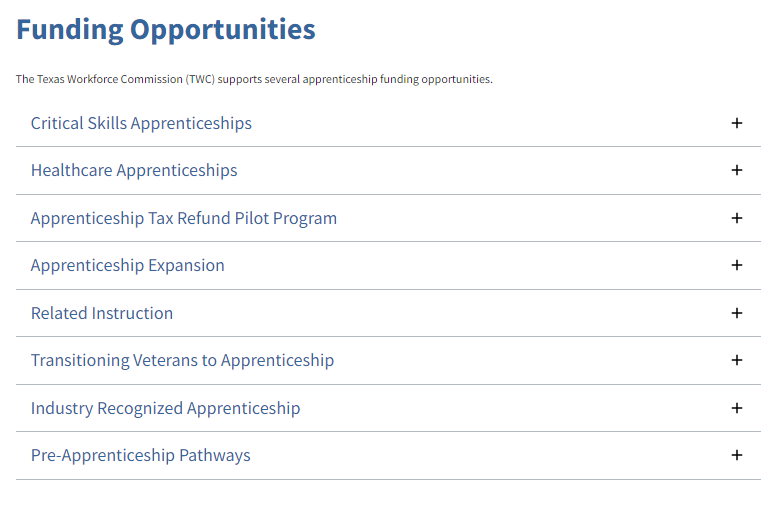 Funding Opportunities
The Texas Workforce Commission (TWC) supports several apprenticeship funding opportunities.
Critical Skills Apprenticeships +
Healthcare Apprenticeships +
Apprenticeship Tax Refund Pilot Program +
Apprenticeship Expansion +
Related Instruction +
Transitioning Veterans to Apprenticeship +
Industry Recognized Apprenticeship +
Pre-Apprenticeship Pathways +